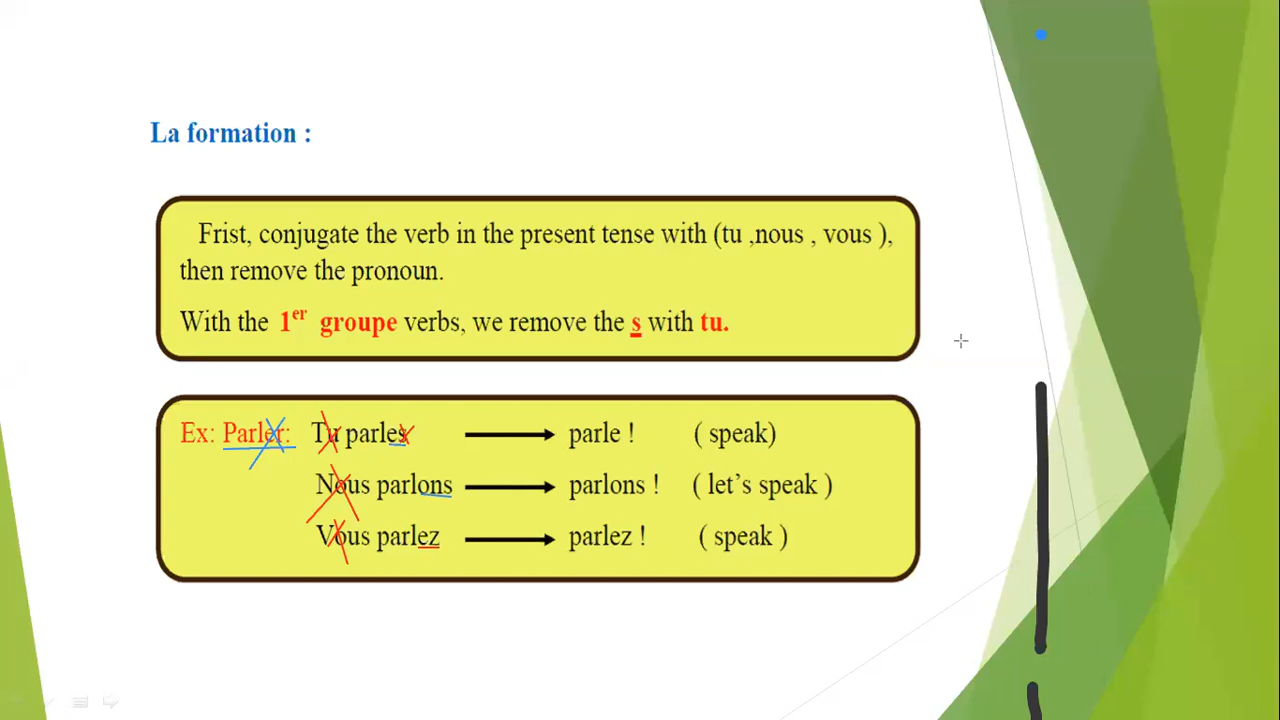 La formation :
Frist, conjugate the verb in the present tense with (tu ,nous , vous ),
then remove the pronoun.
With the 1er groupe verbs, we remove the s with tu.
Ex: Parler: Tu parles parle ! ( speak)
Nous parlons parlons ! ( let’s speak )
Vous parlez parlez ! ( speak )